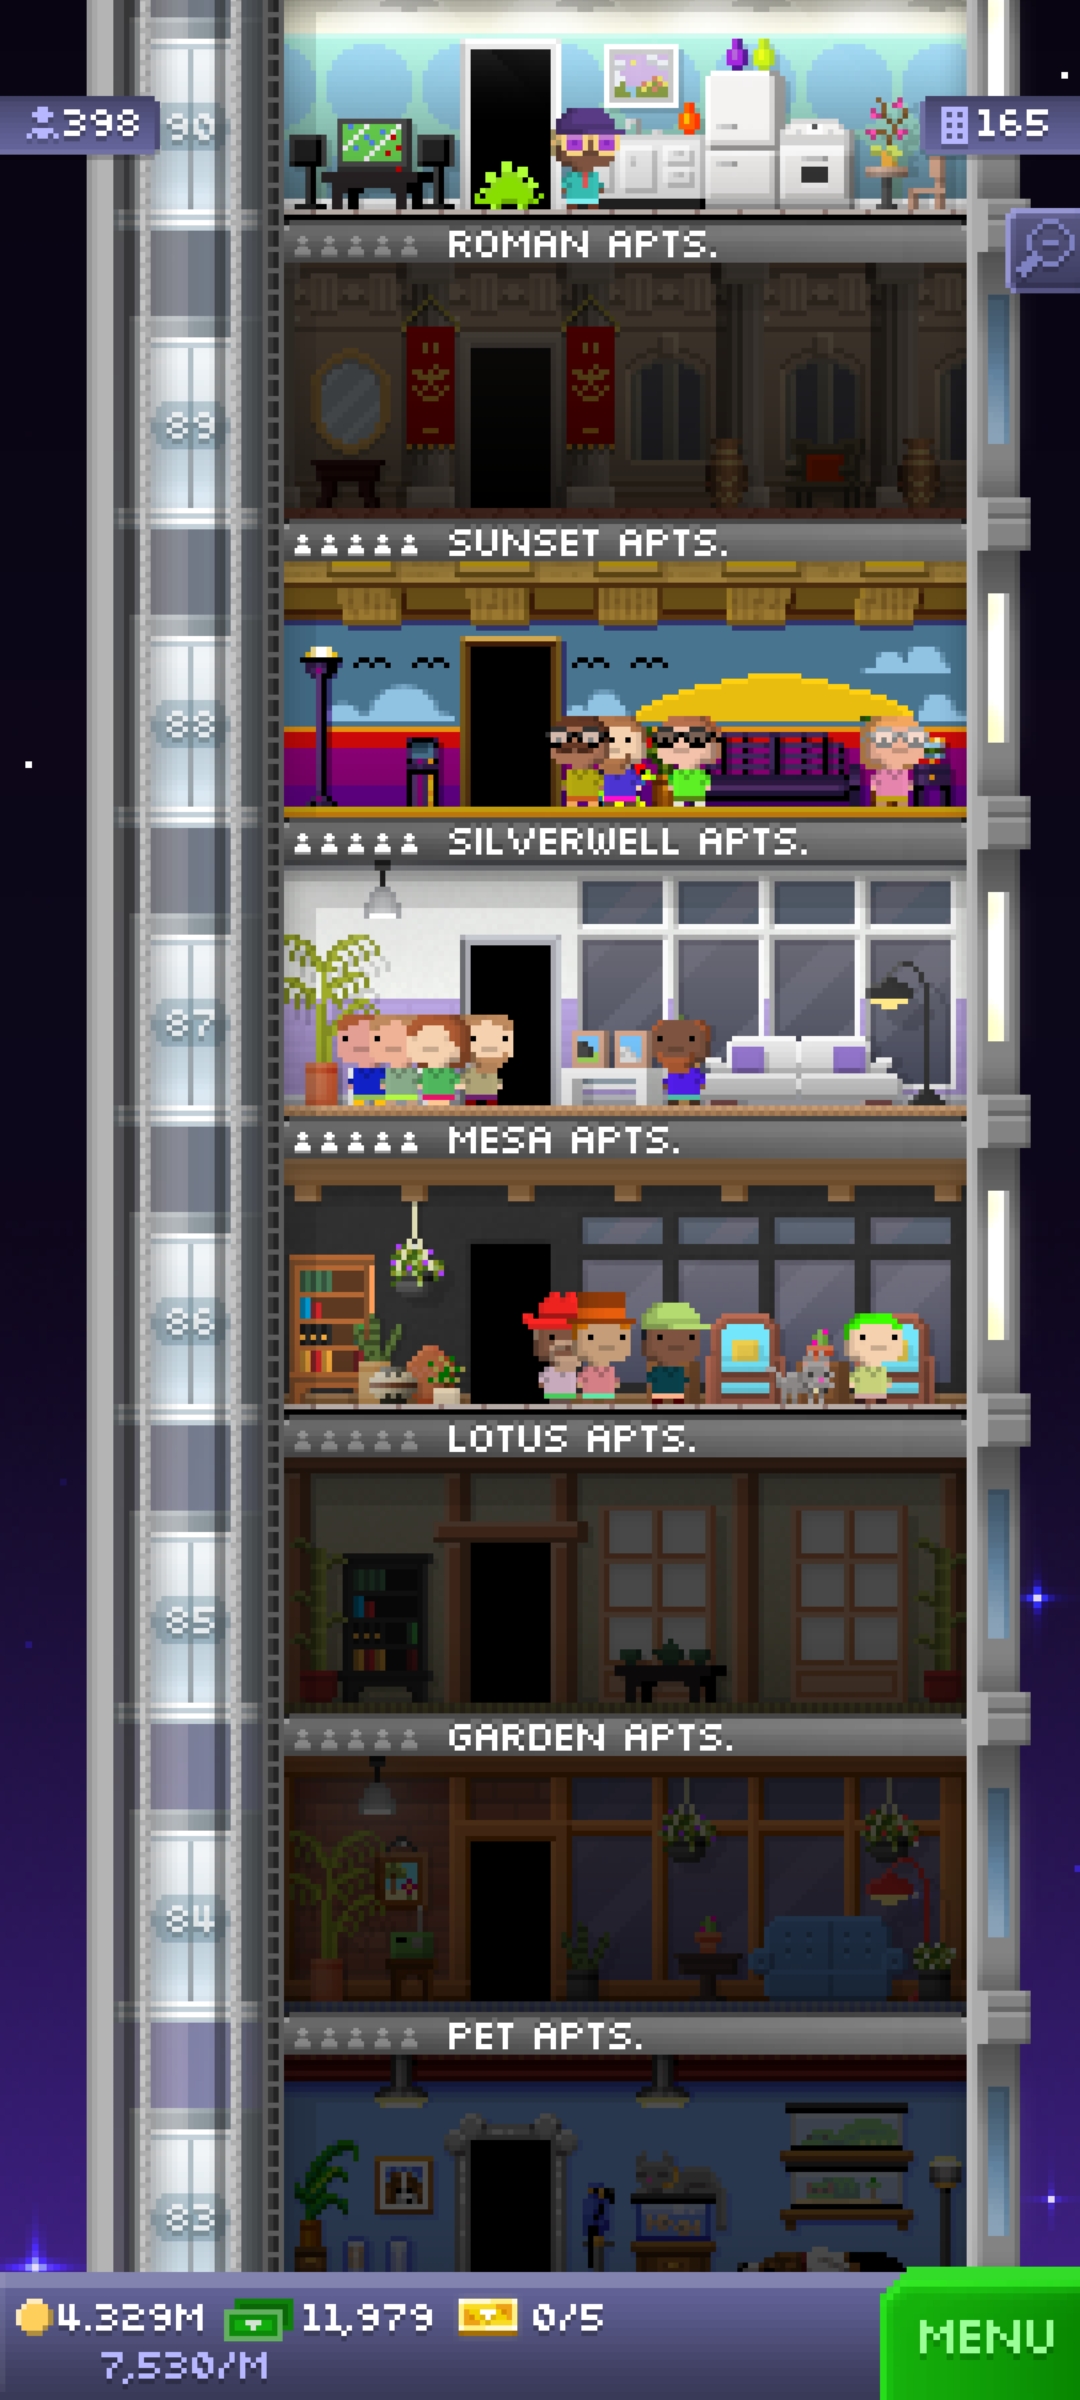 398
90
165
ROMAN APTS.
89
SUNSET APTS.
88
SILVERWELL APTS.
87
MESA APTS.
86
LOTUS APTS.
85
GARDEN APTS.
84
PET APTS.
83
4.329M 11,979 0/5
7,530/M
MENU